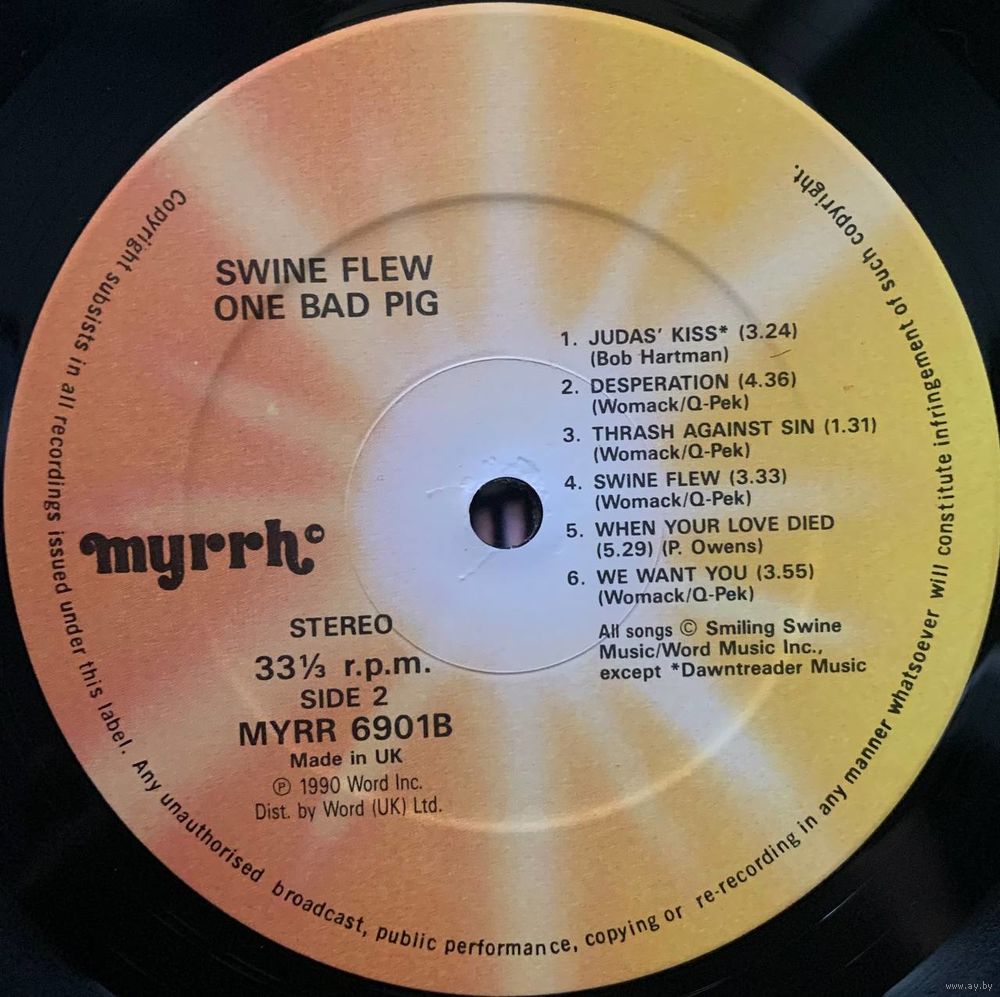 SWINE FLEW
ONE BAD PIG
1. JUDAS' KISS* (3.24)
(Bob Hartman)
2. DESPERATION (4.36)
(Womack/Q-Pek)
3. THRASH AGAINST SIN (1.31)
(Womack/Q-Pek)
4. SWINE FLEW (3.33)
(Womack/Q-Pek)
5. WHEN YOUR LOVE DIED
(5.29) (P. Owens)
6. WE WANT YOU (3.55)
(Womack/Q-Pek)
All songs © Smiling Swine
Music/Word Music Inc.,
except *Dawntreader Music
myrrh©
STEREO
33⅓ r.p.m.
SIDE 2
MYRR 6901B
Made in UK
℗ 1990 Word Inc.
Dist. by Word (UK) Ltd.
Copyright subsists in all recordings issued under this label. Any unauthorised broadcast, public performance, copying or re-recording in any manner whatsoever will constitute infringement of such copyright.
www.ay.by